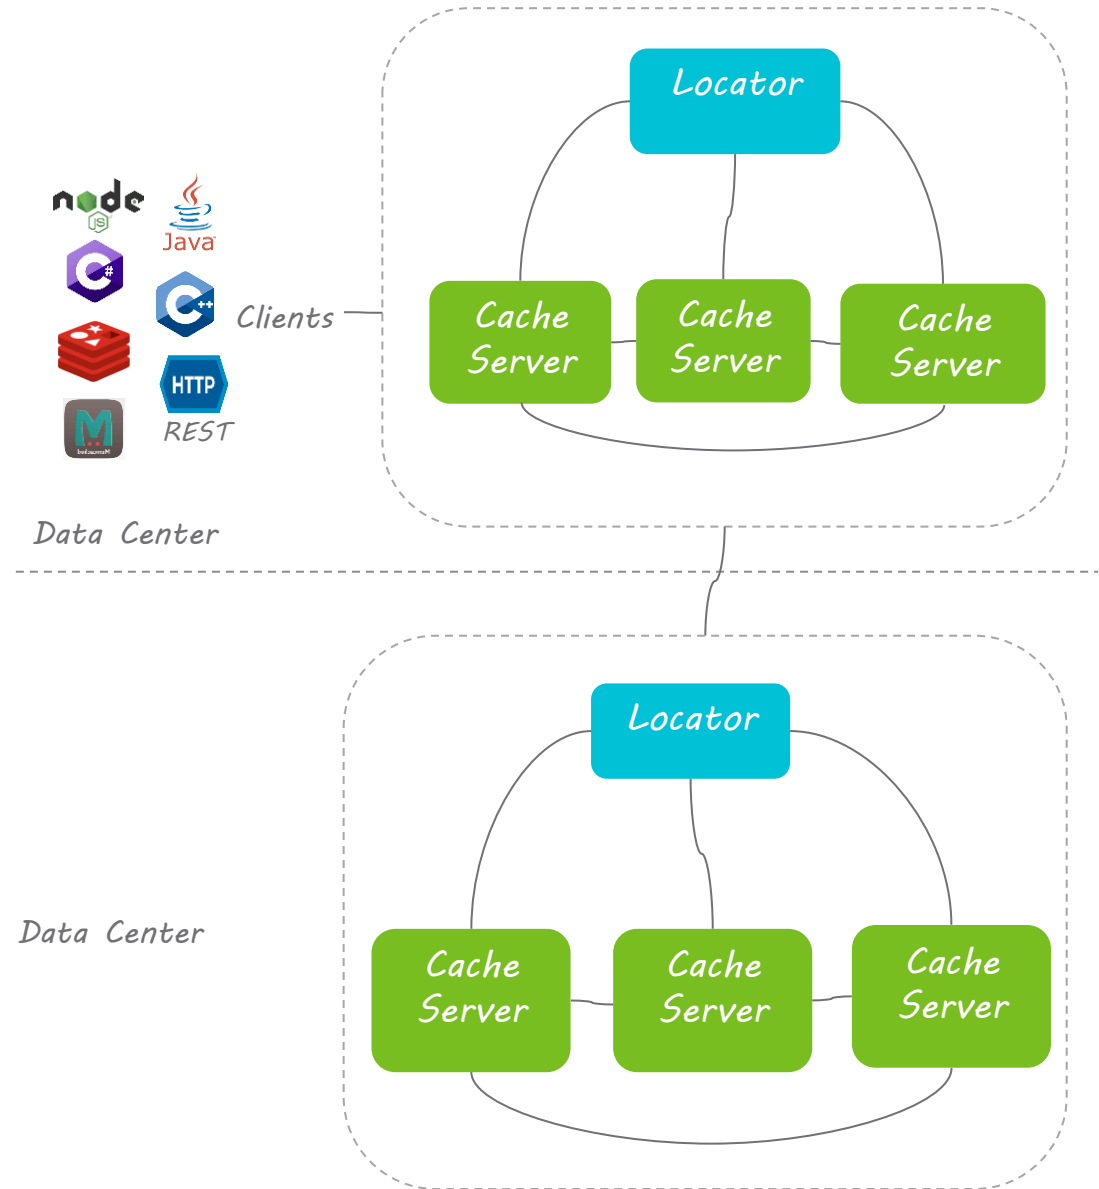 Locator
node
JS
Java
C#
C++
HTTP
REST
Clients
Cache
Server
Cache
Server
Cache
Server
Data Center
Locator
Data Center
Cache
Server
Cache
Server
Cache
Server